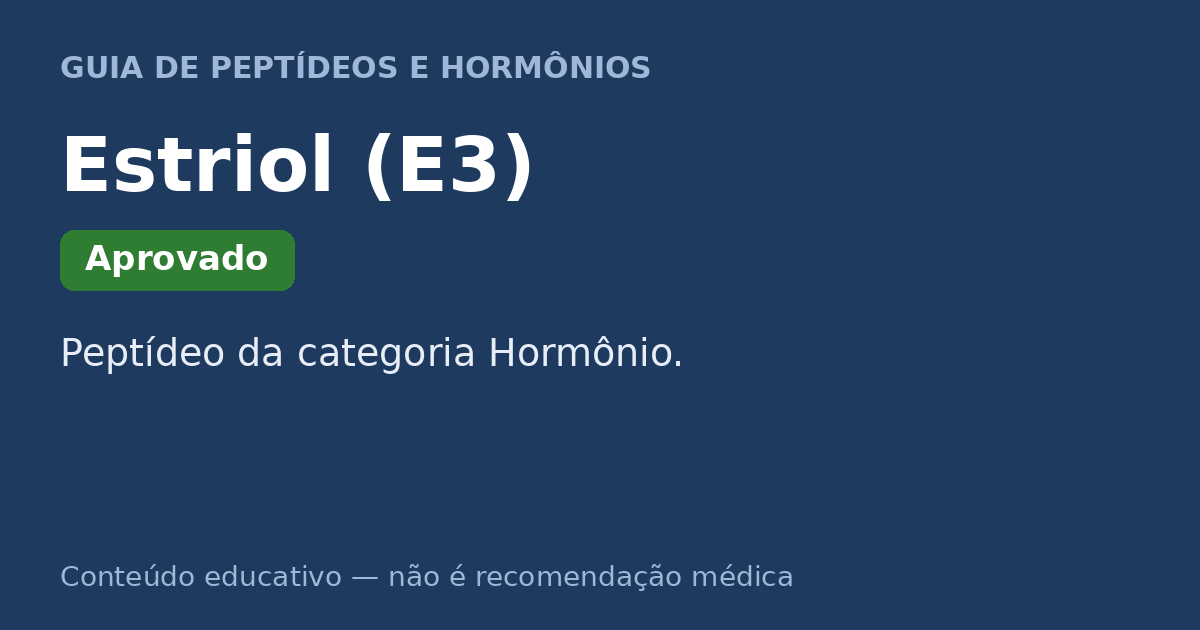 GUIA DE PEPTÍDEOS E HORMÔNIOS
Estriol (E3)
Aprovado
Peptídeo da categoria Hormônio.
Conteúdo educativo — não é recomendação médica